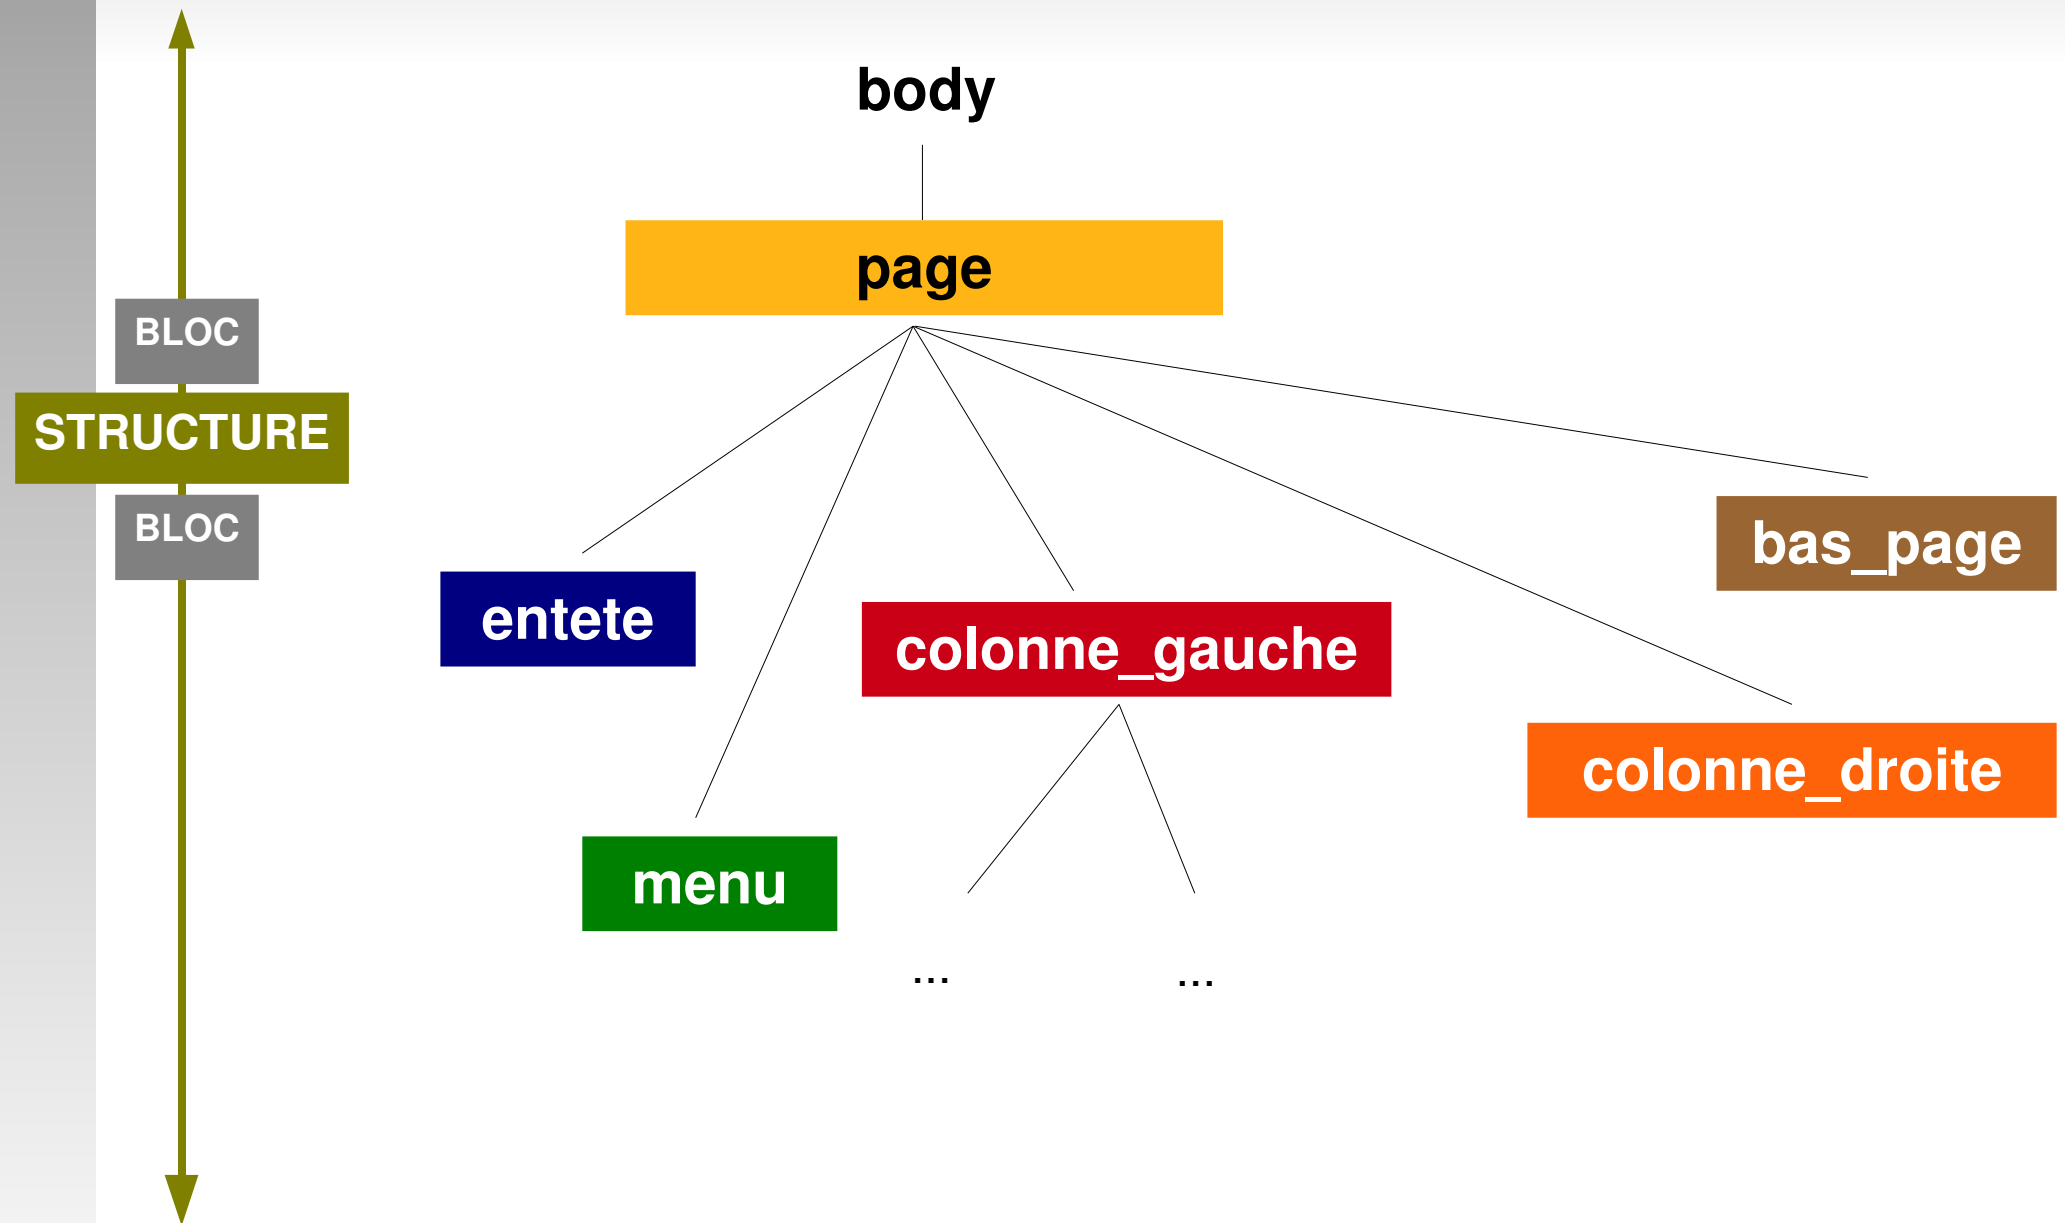 body
page
BLOC
STRUCTURE
BLOC
entete
colonne_gauche
bas_page
colonne_droite
menu
...
...